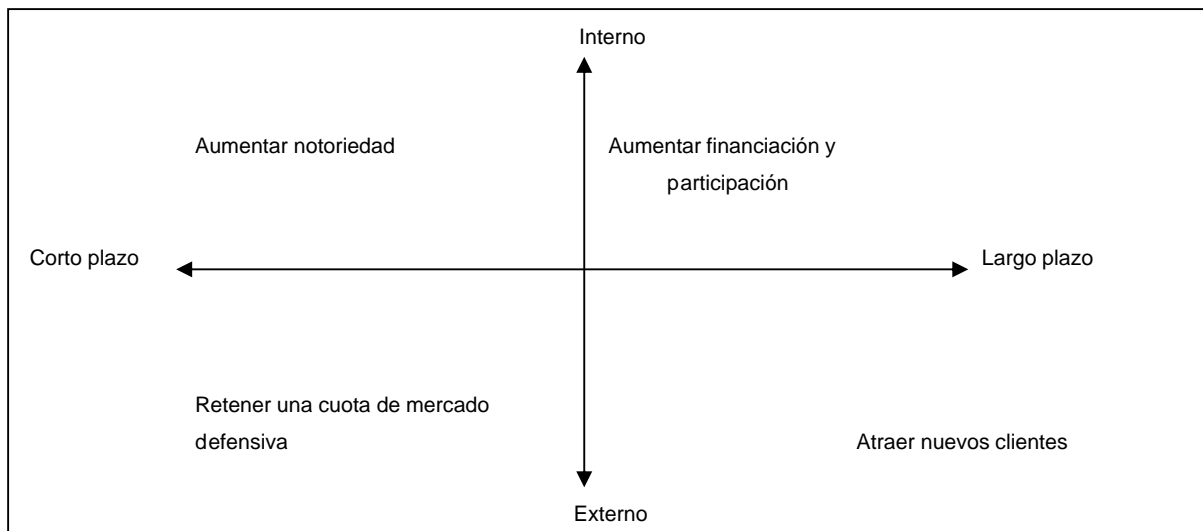 Interno
Aumentar notoriedad
Aumentar financiación y
participación
Corto plazo
Largo plazo
Retener una cuota de mercado
defensiva
Atraer nuevos clientes
Externo